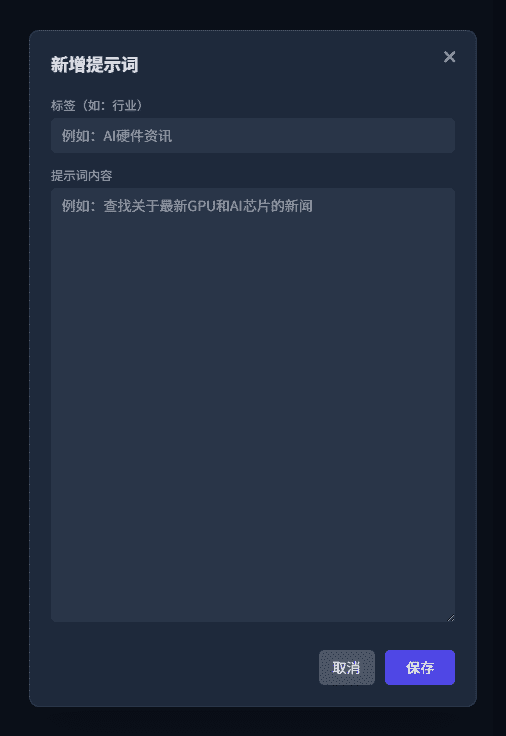 新增提示词
×
标签（如：行业）
例如：AI硬件资讯
提示词内容
例如：查找关于最新GPU和AI芯片的新闻
取消
保存